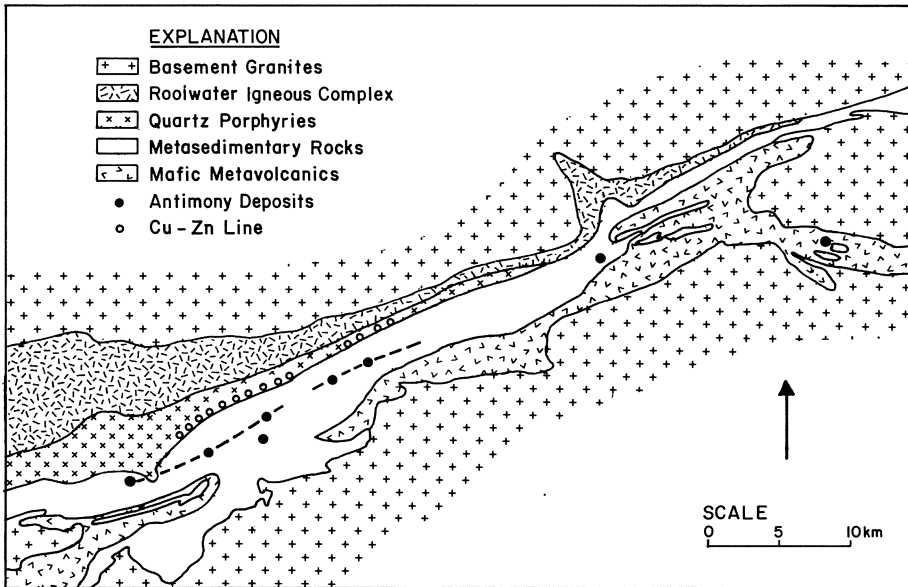 EXPLANATION
Basement Granites
Rooiwater Igneous Complex
Quartz Porphyries
Metasedimentary Rocks
Mafic Metavolcanics
Antimony Deposits
Cu-Zn Line
SCALE
0 10km